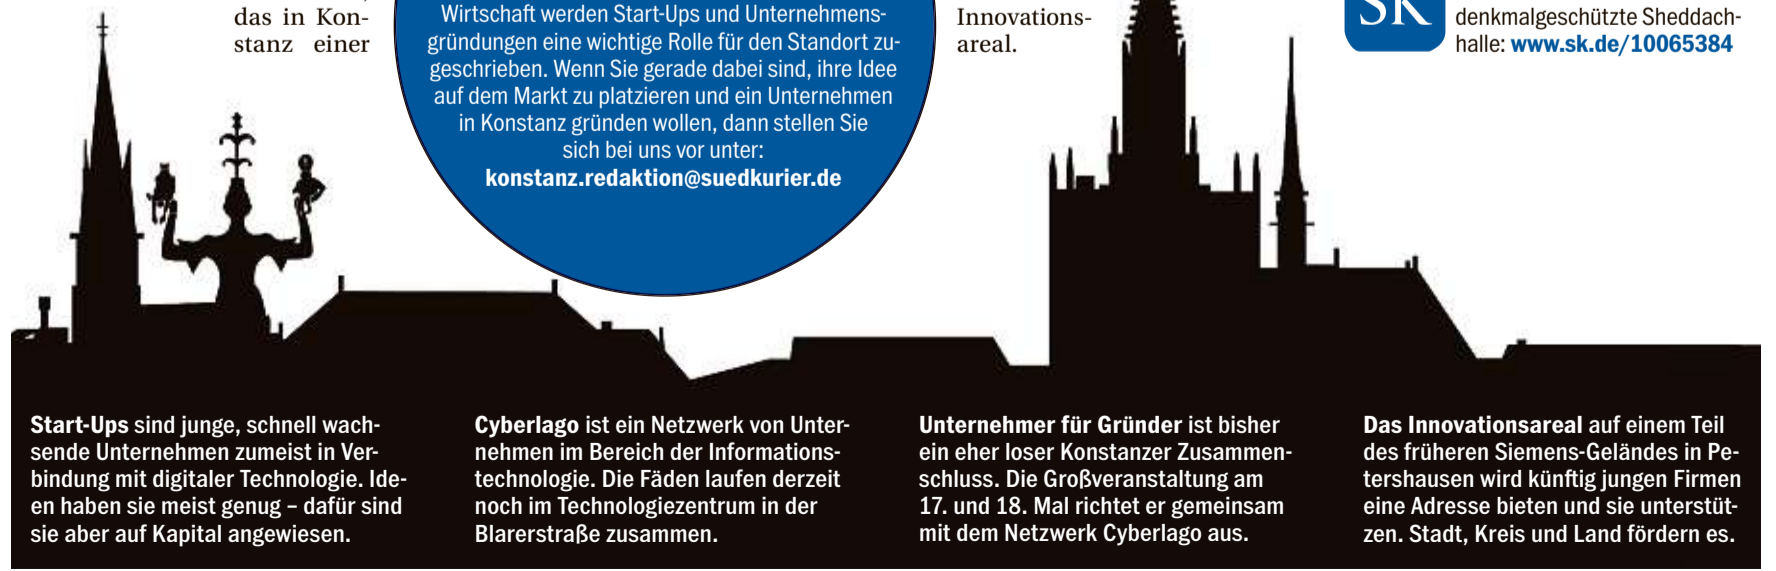 das in Kon-
stanz einer
Wirtschaft werden Start-Ups und Unternehmens-
gründungen eine wichtige Rolle für den Standort zu-
geschrieben. Wenn Sie gerade dabei sind, ihre Idee
auf dem Markt zu platzieren und ein Unternehmen
in Konstanz gründen wollen, dann stellen Sie
sich bei uns vor unter:
konstanz.redaktion@suedkurier.de
Innovations-
areal.
SK
denkmalgeschützte Sheddach-
halle: www.sk.de/10065384
Start-Ups sind junge, schnell wach-
sende Unternehmen zumeist in Ver-
bindung mit digitaler Technologie. Ide-
en haben sie meist genug – dafür sind
sie aber auf Kapital angewiesen.
Cyberlago ist ein Netzwerk von Unter-
nehmen im Bereich der Informations-
technologie. Die Fäden laufen derzeit
noch im Technologiezentrum in der
Blarerstraße zusammen.
Unternehmer für Gründer ist bisher
ein eher loser Konstanzer Zusammen-
schluss. Die Großveranstaltung am
17. und 18. Mal richtet er gemeinsam
mit dem Netzwerk Cyberlago aus.
Das Innovationsareal auf einem Teil
des früheren Siemens-Geländes in Pe-
tershausen wird künftig jungen Firmen
eine Adresse bieten und sie unterstüt-
zen. Stadt, Kreis und Land fördern es.